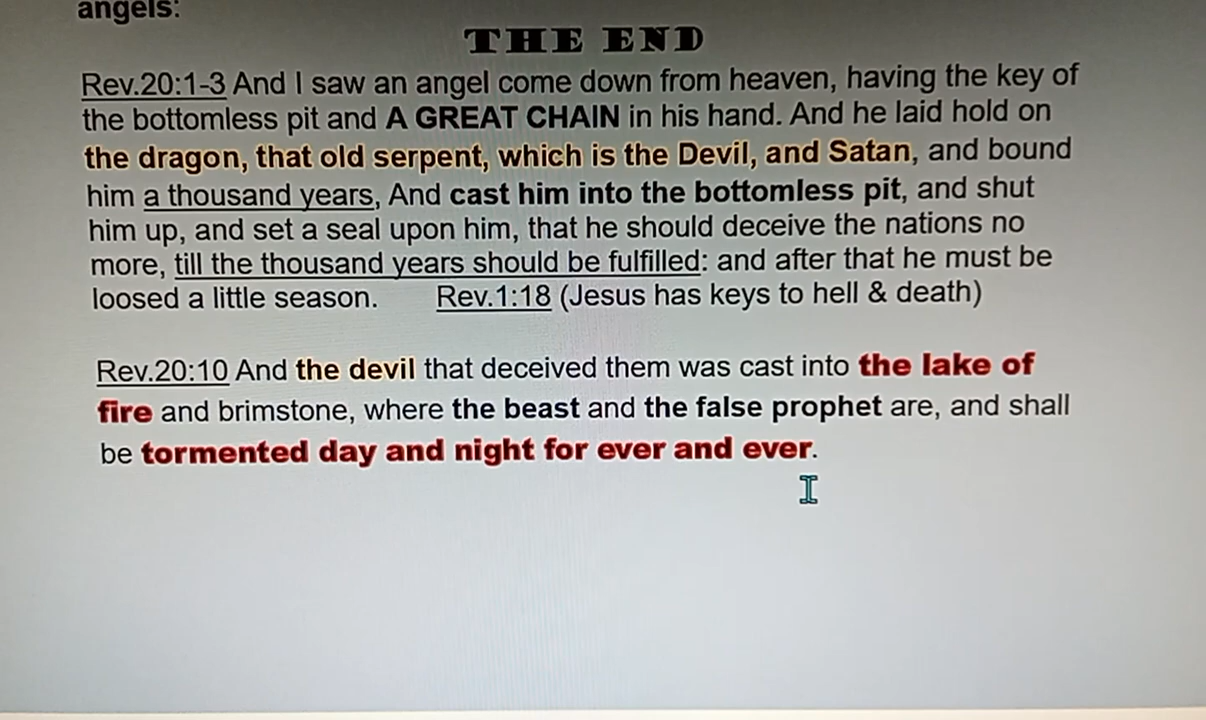 angels:
THE END
Rev.20:1-3 And I saw an angel come down from heaven, having the key of
the bottomless pit and A GREAT CHAIN in his hand. And he laid hold on
the dragon, that old serpent, which is the Devil, and Satan, and bound
him a thousand years, And cast him into the bottomless pit, and shut
him up, and set a seal upon him, that he should deceive the nations no
more, till the thousand years should be fulfilled: and after that he must be
loosed a little season. Rev.1:18 (Jesus has keys to hell & death)
Rev.20:10 And the devil that deceived them was cast into the lake of
fire and brimstone, where the beast and the false prophet are, and shall
be tormented day and night for ever and ever.